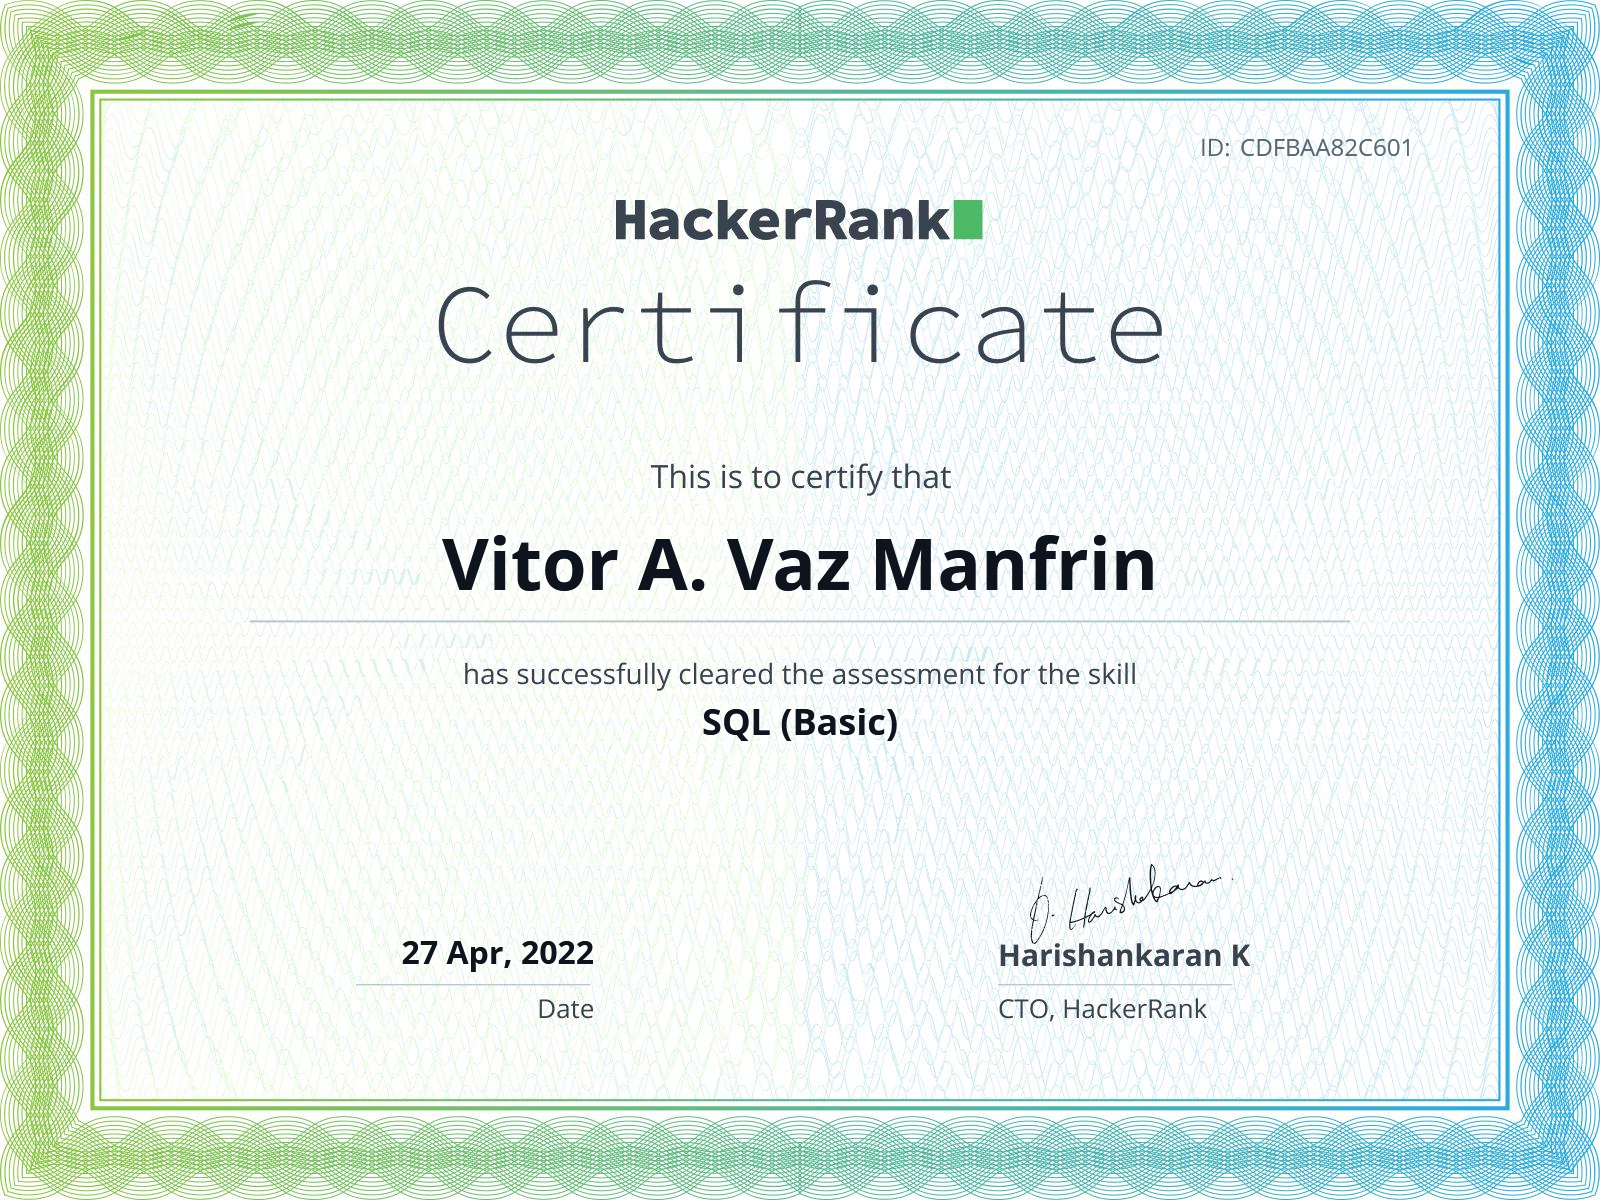 ID: CDFBAA82C601
HackerRank
Certificate
This is to certify that
Vitor A. Vaz Manfrin
has successfully cleared the assessment for the skill
SQL (Basic)
27 Apr, 2022
Date
Harishankaran K
CTO, HackerRank